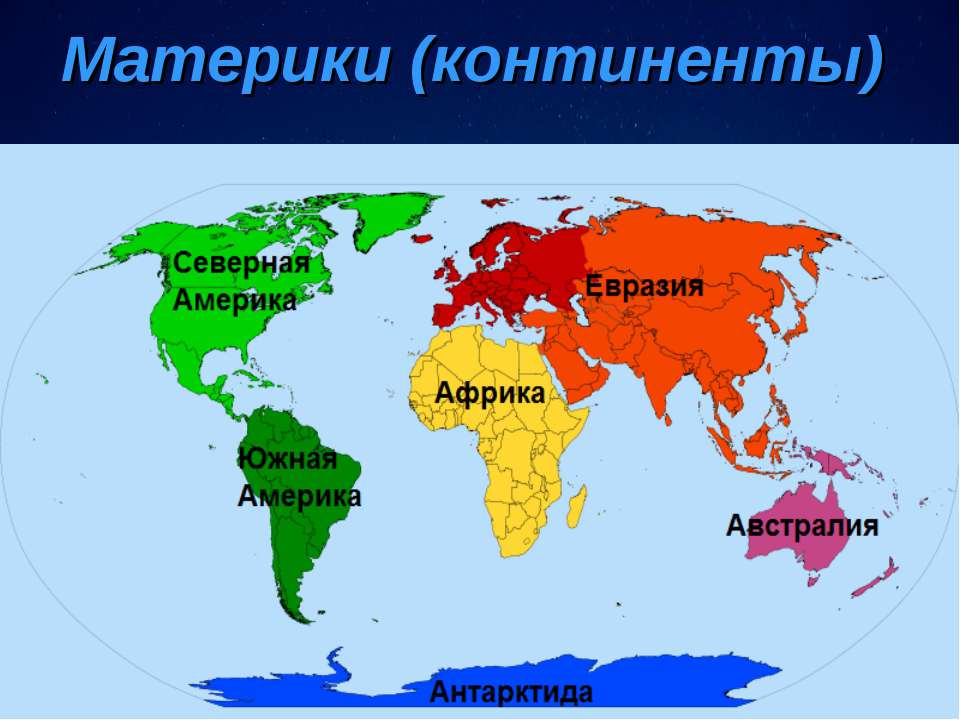 Материки (континенты)
Северная
Америка
Евразия
Африка
Южная
Америка
Австралия
Антарктида